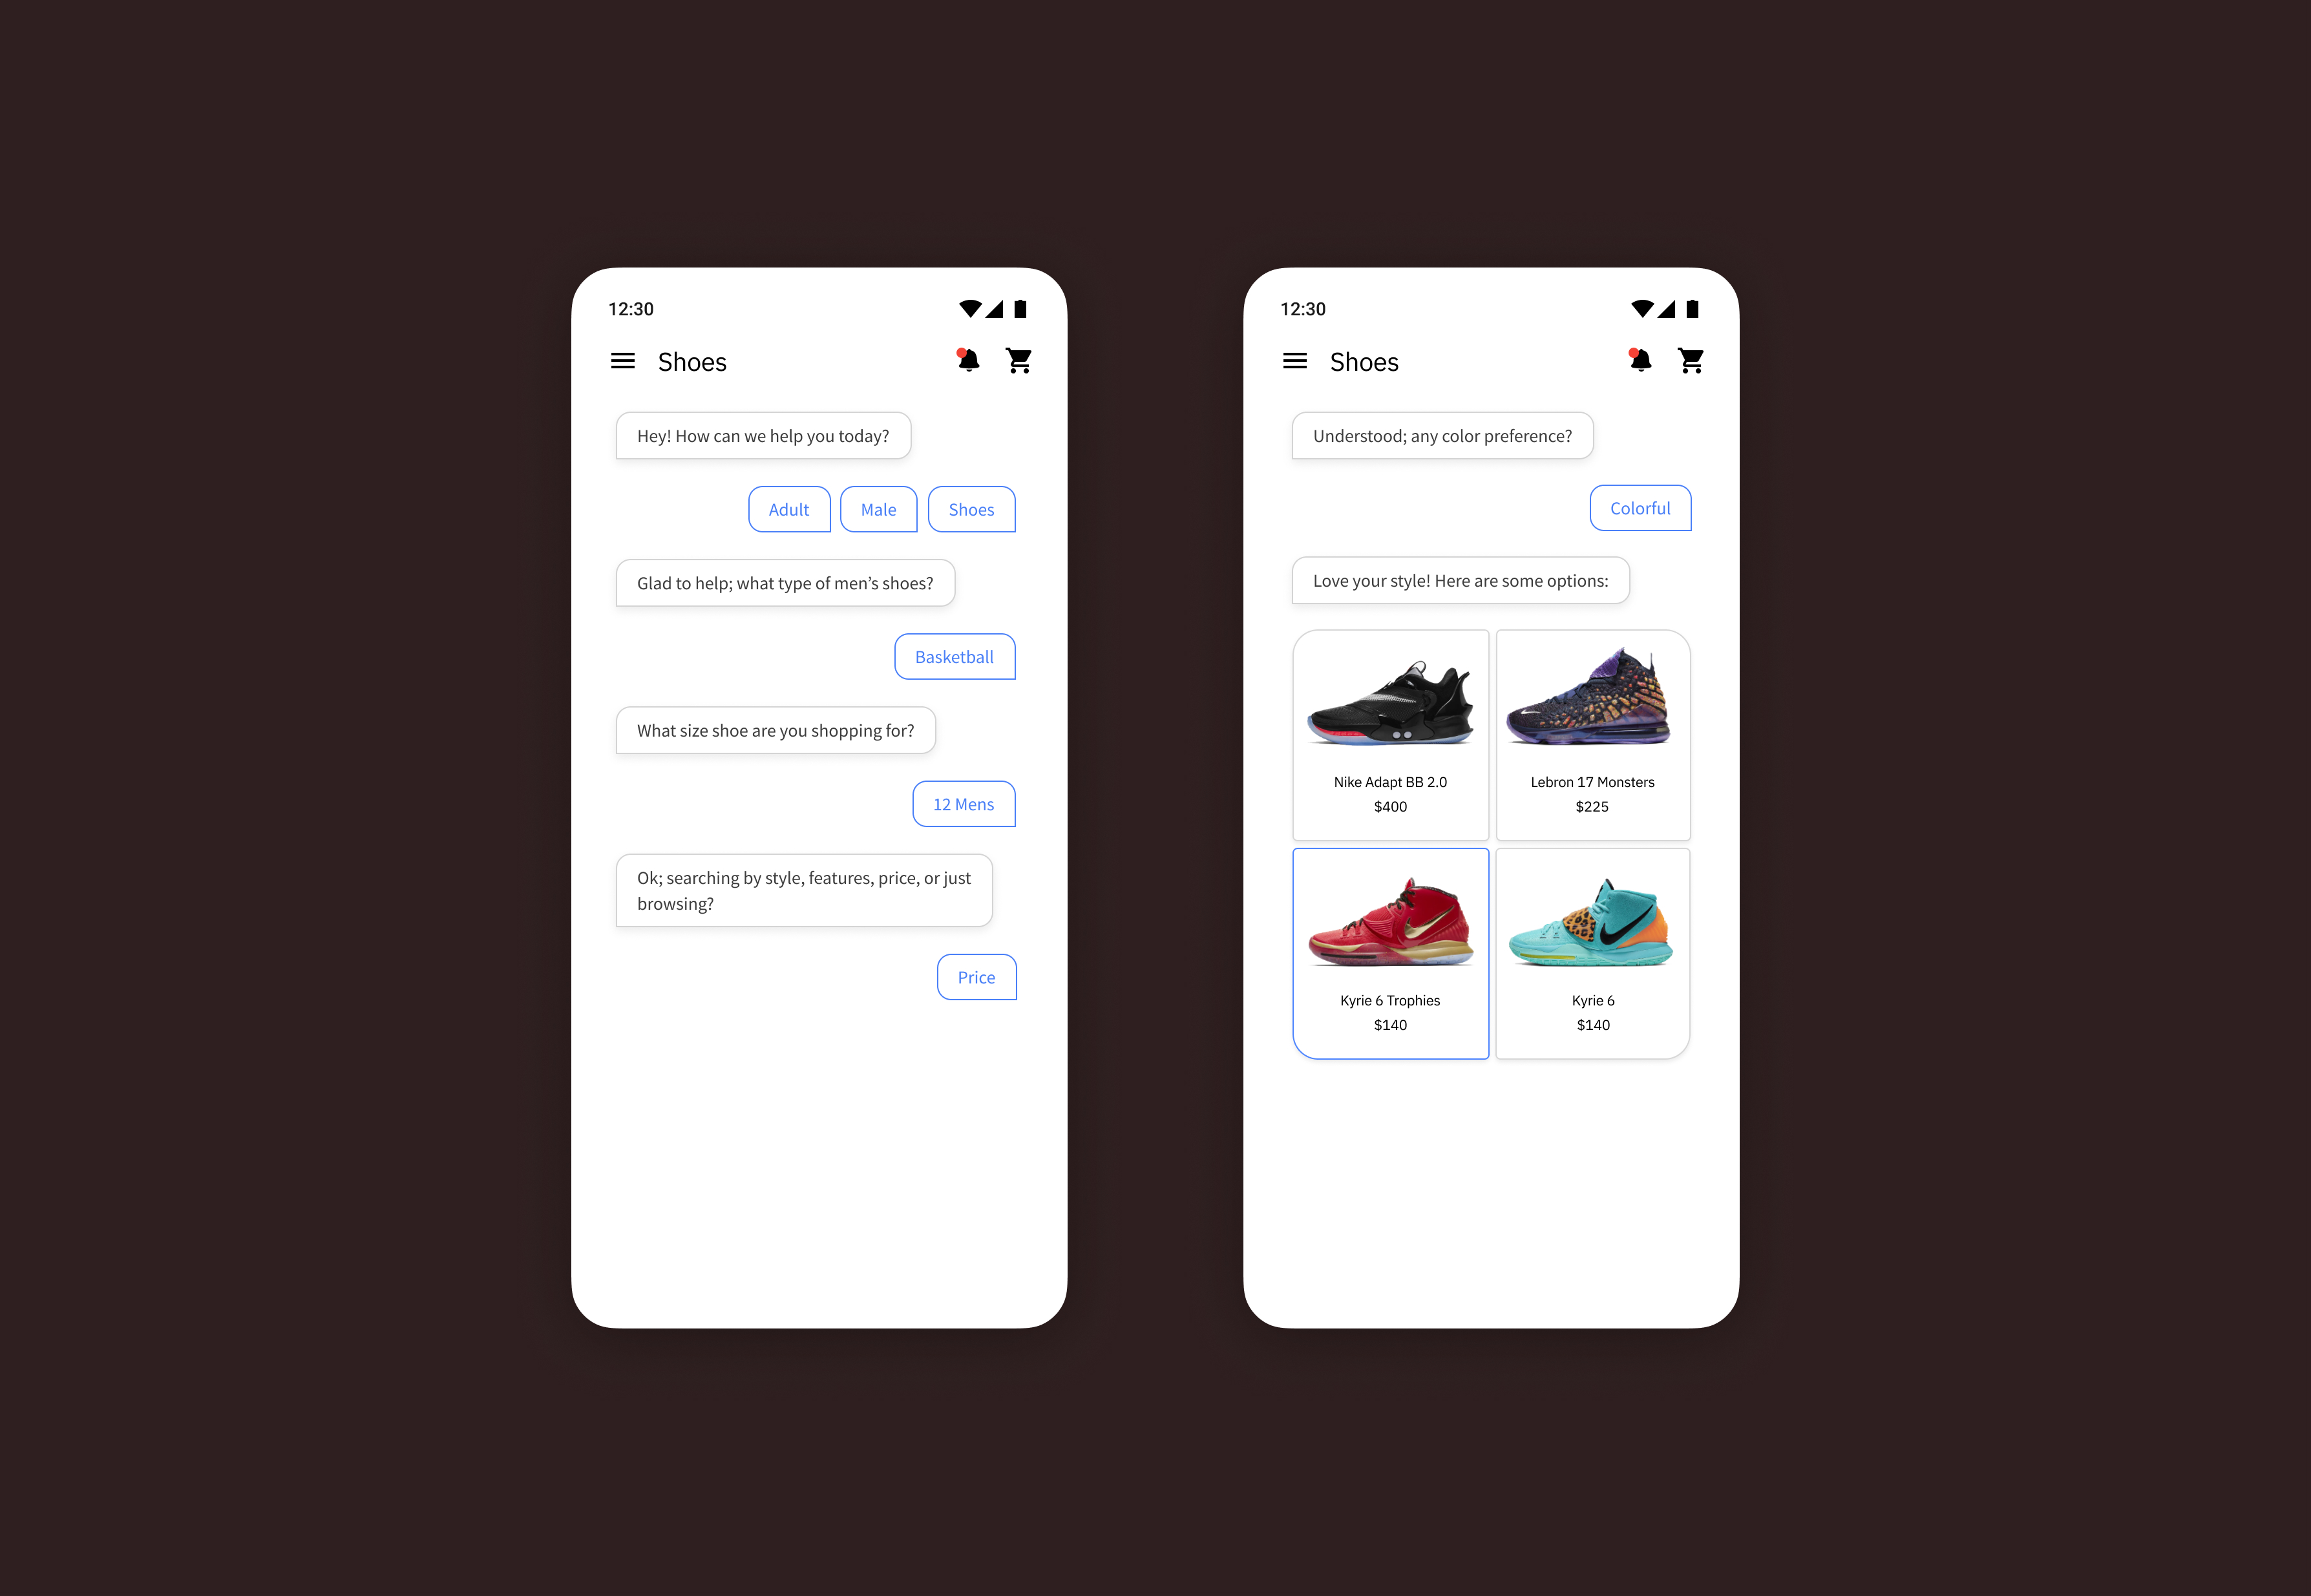 12:30
Shoes
Hey! How can we help you today?
Adult
Male
Shoes
Glad to help; what type of men’s shoes?
Basketball
What size shoe are you shopping for?
12 Mens
Ok; searching by style, features, price, or just
browsing?
Price
12:30
Shoes
Understood; any color preference?
Colorful
Love your style! Here are some options:
Nike Adapt BB 2.0
$400
Lebron 17 Monsters
$225
Kyrie 6 Trophies
$140
Kyrie 6
$140